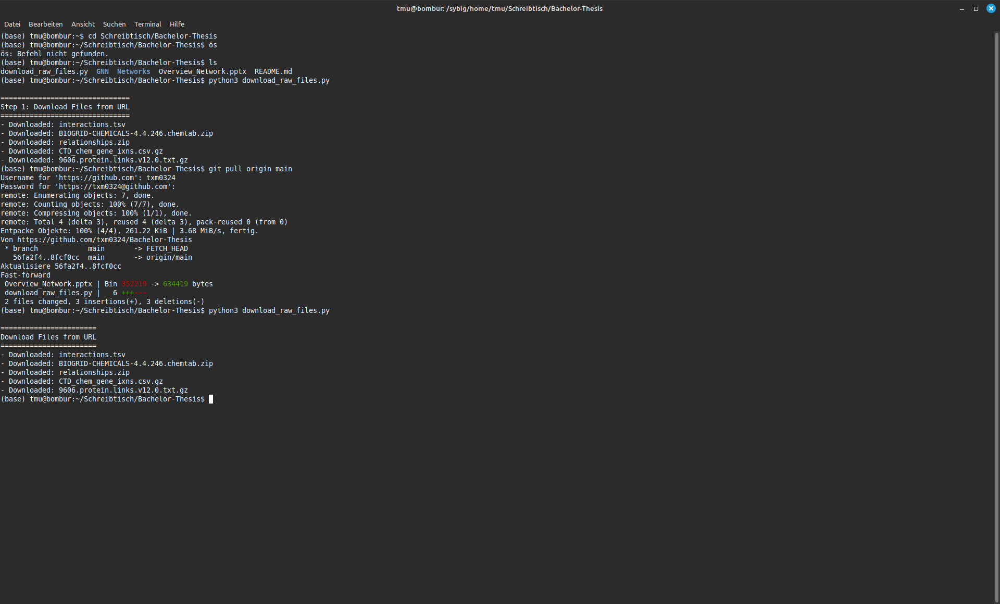 tmu@bombur: /sybig/home/tmu/Schreibtisch/Bachelor-Thesis
Datei Bearbeiten Ansicht Suchen Terminal Hilfe
(base) tmu@bombur:~$ cd Schreibtisch/Bachelor-Thesis
(base) tmu@bombur:~/Schreibtisch/Bachelor-Thesis$ ös
ös: Befehl nicht gefunden.
(base) tmu@bombur:~/Schreibtisch/Bachelor-Thesis$ ls
download_raw_files.py  GNN  Networks  Overview_Network.pptx  README.md
(base) tmu@bombur:~/Schreibtisch/Bachelor-Thesis$ python3 download_raw_files.py
===============================
Step 1: Download Files from URL
===============================
- Downloaded: interactions.tsv
- Downloaded: BIOGRID-CHEMICALS-4.4.246.chemtab.zip
- Downloaded: relationships.zip
- Downloaded: CTD_chem_gene_ixns.csv.gz
- Downloaded: 9606.protein.links.v12.0.txt.gz
(base) tmu@bombur:~/Schreibtisch/Bachelor-Thesis$ git pull origin main
Username for 'https://github.com': txm0324
Password for 'https://txm0324@github.com':
remote: Enumerating objects: 7, done.
remote: Counting objects: 100% (7/7), done.
remote: Compressing objects: 100% (1/1), done.
remote: Total 4 (delta 3), reused 4 (delta 3), pack-reused 0 (from 0)
Entpacke Objekte: 100% (4/4), 261.22 KiB | 3.68 MiB/s, fertig.
Von https://github.com/txm0324/Bachelor-Thesis
 * branch            main       -> FETCH_HEAD
   56fa2f4..8fcf0cc  main       -> origin/main
Aktualisiere 56fa2f4..8fcf0cc
Fast-forward
 Overview_Network.pptx | Bin 352219 -> 634419 bytes
 download_raw_files.py |   6 +++---
 2 files changed, 3 insertions(+), 3 deletions(-)
(base) tmu@bombur:~/Schreibtisch/Bachelor-Thesis$ python3 download_raw_files.py
=======================
Download Files from URL
=======================
- Downloaded: interactions.tsv
- Downloaded: BIOGRID-CHEMICALS-4.4.246.chemtab.zip
- Downloaded: relationships.zip
- Downloaded: CTD_chem_gene_ixns.csv.gz
- Downloaded: 9606.protein.links.v12.0.txt.gz
(base) tmu@bombur:~/Schreibtisch/Bachelor-Thesis$